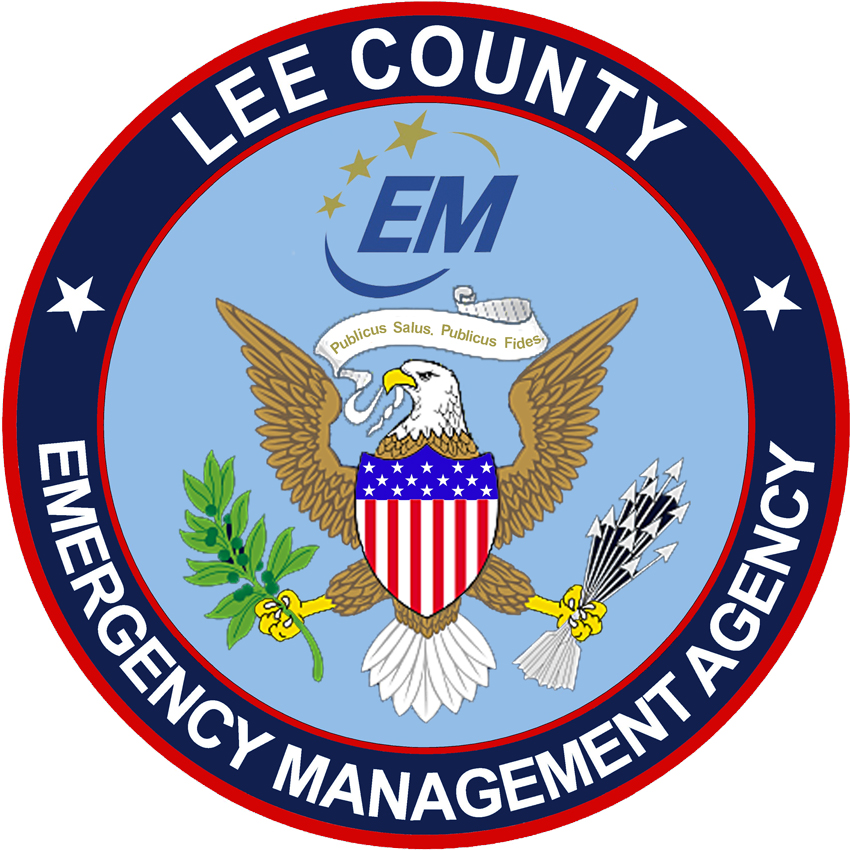 LEE COUNTY
EM
Publicus Salus. Publicus Fides.
EMERGENCY MANAGEMENT AGENCY